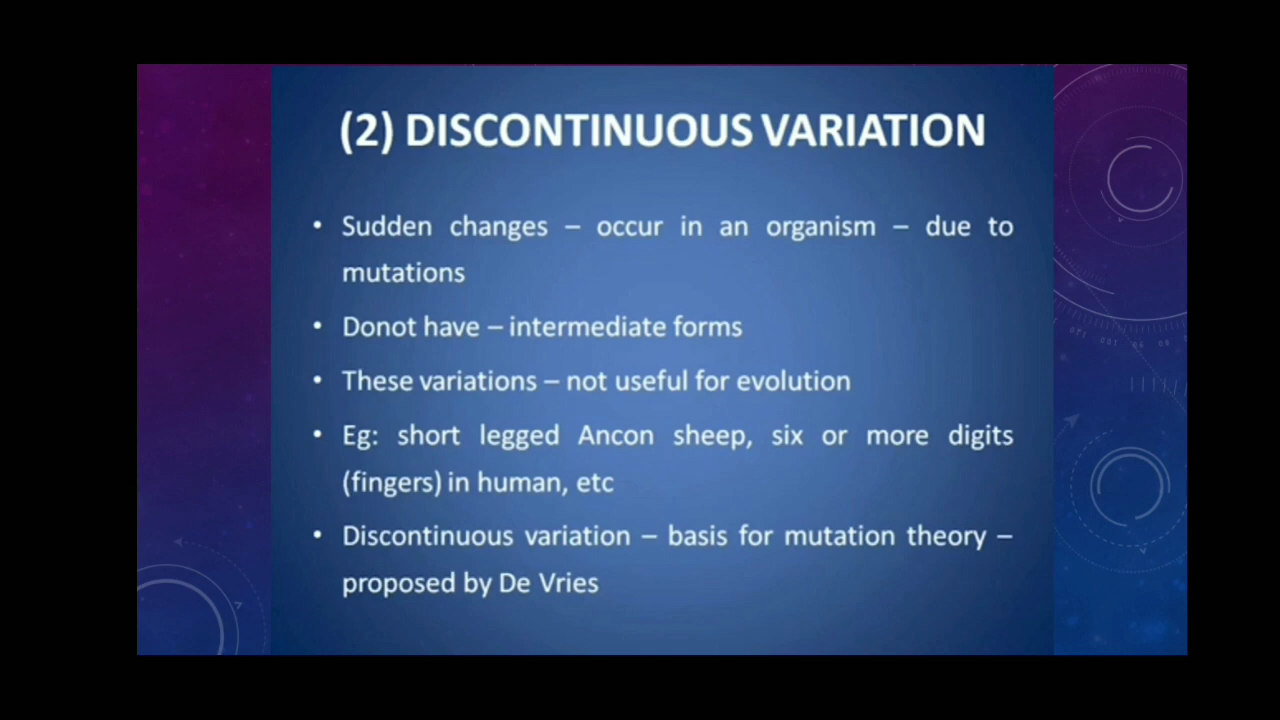 (2) DISCONTINUOUS VARIATION
• Sudden changes – occur in an organism – due to
mutations
• Donot have – intermediate forms
• These variations – not useful for evolution
• Eg: short legged Ancon sheep, six or more digits
(fingers) in human, etc
• Discontinuous variation – basis for mutation theory –
proposed by De Vries